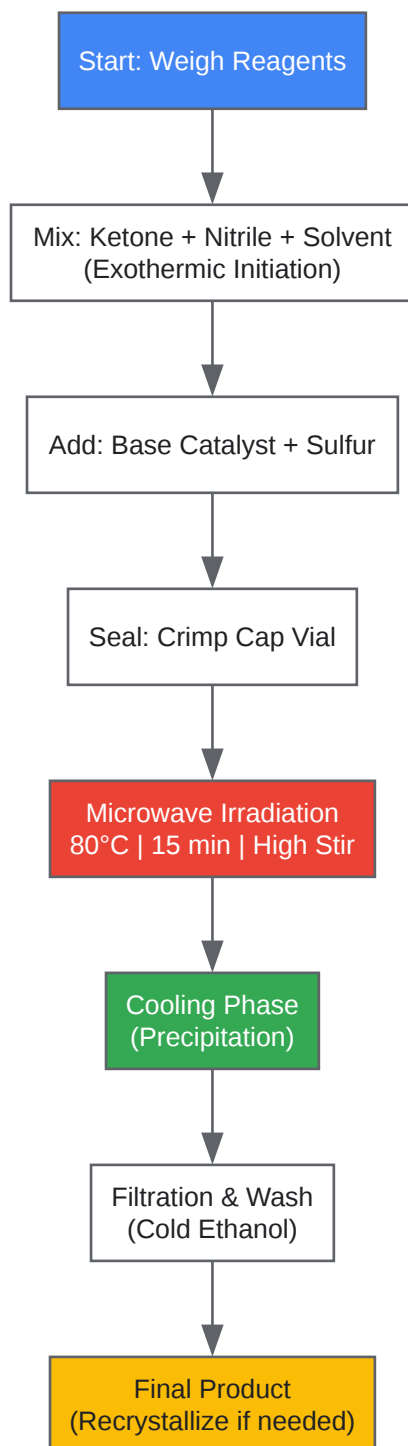 Start: Weigh Reagents
Mix: Ketone + Nitrile + Solvent
(Exothermic Initiation)
Add: Base Catalyst + Sulfur
Seal: Crimp Cap Vial
Microwave Irradiation
80°C | 15 min | High Stir
Cooling Phase
(Precipitation)
Filtration & Wash
(Cold Ethanol)
Final Product
(Recrystallize if needed)